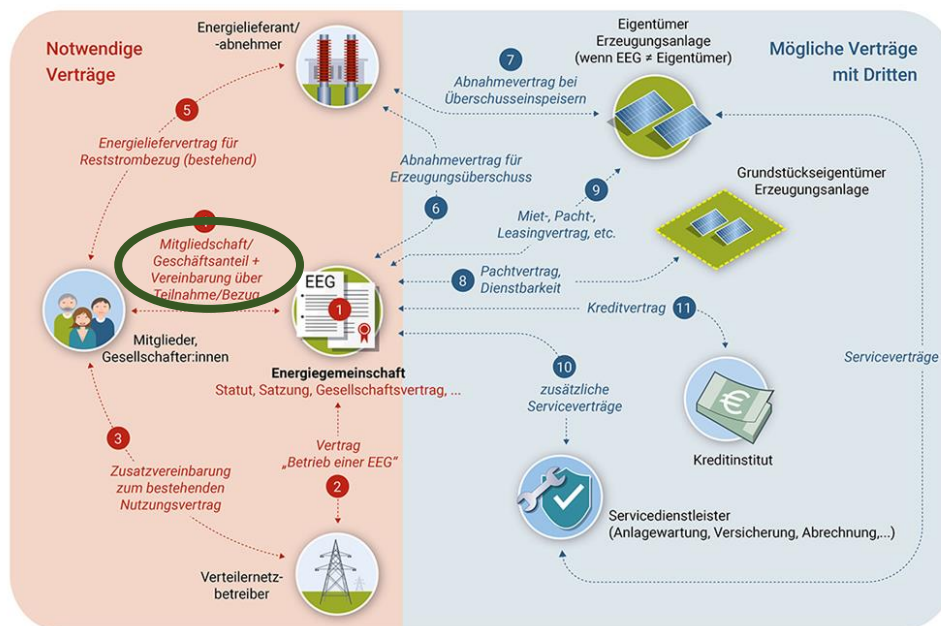 Notwendige
Verträge
Energielieferant/
-abnehmer
Eigentümer
Erzeugungsanlage
(wenn EEG ≠ Eigentümer)
Mögliche Verträge
mit Dritten
7
Abnahmevertrag bei
Überschusseinspeisern
5
Energieliefervertrag für
Reststrombezug (bestehend)
Abnahmevertrag für
Erzeugungsüberschuss
6
9
Miet-, Pacht-,
Leasingvertrag, etc.
Grundstückseigentümer
Erzeugungsanlage
Mitgliedschaft/
Geschäftsanteil +
Vereinbarung über
Teilnahme/Bezug
EEG
1
8
Pachtvertrag,
Dienstbarkeit
Kreditvertrag
11
Mitglieder,
Gesellschafter:innen
Energiegemeinschaft
Statut, Satzung, Gesellschaftsvertrag, ...
10
zusätzliche
Serviceverträge
Serviceverträge
€
Kreditinstitut
3
Zusatzvereinbarung
zum bestehenden
Nutzungsvertrag
Vertrag
„Betrieb einer EEG“
2
Servicedienstleister
(Anlagewartung, Versicherung, Abrechnung,...)
Verteilernetz-
betreiber